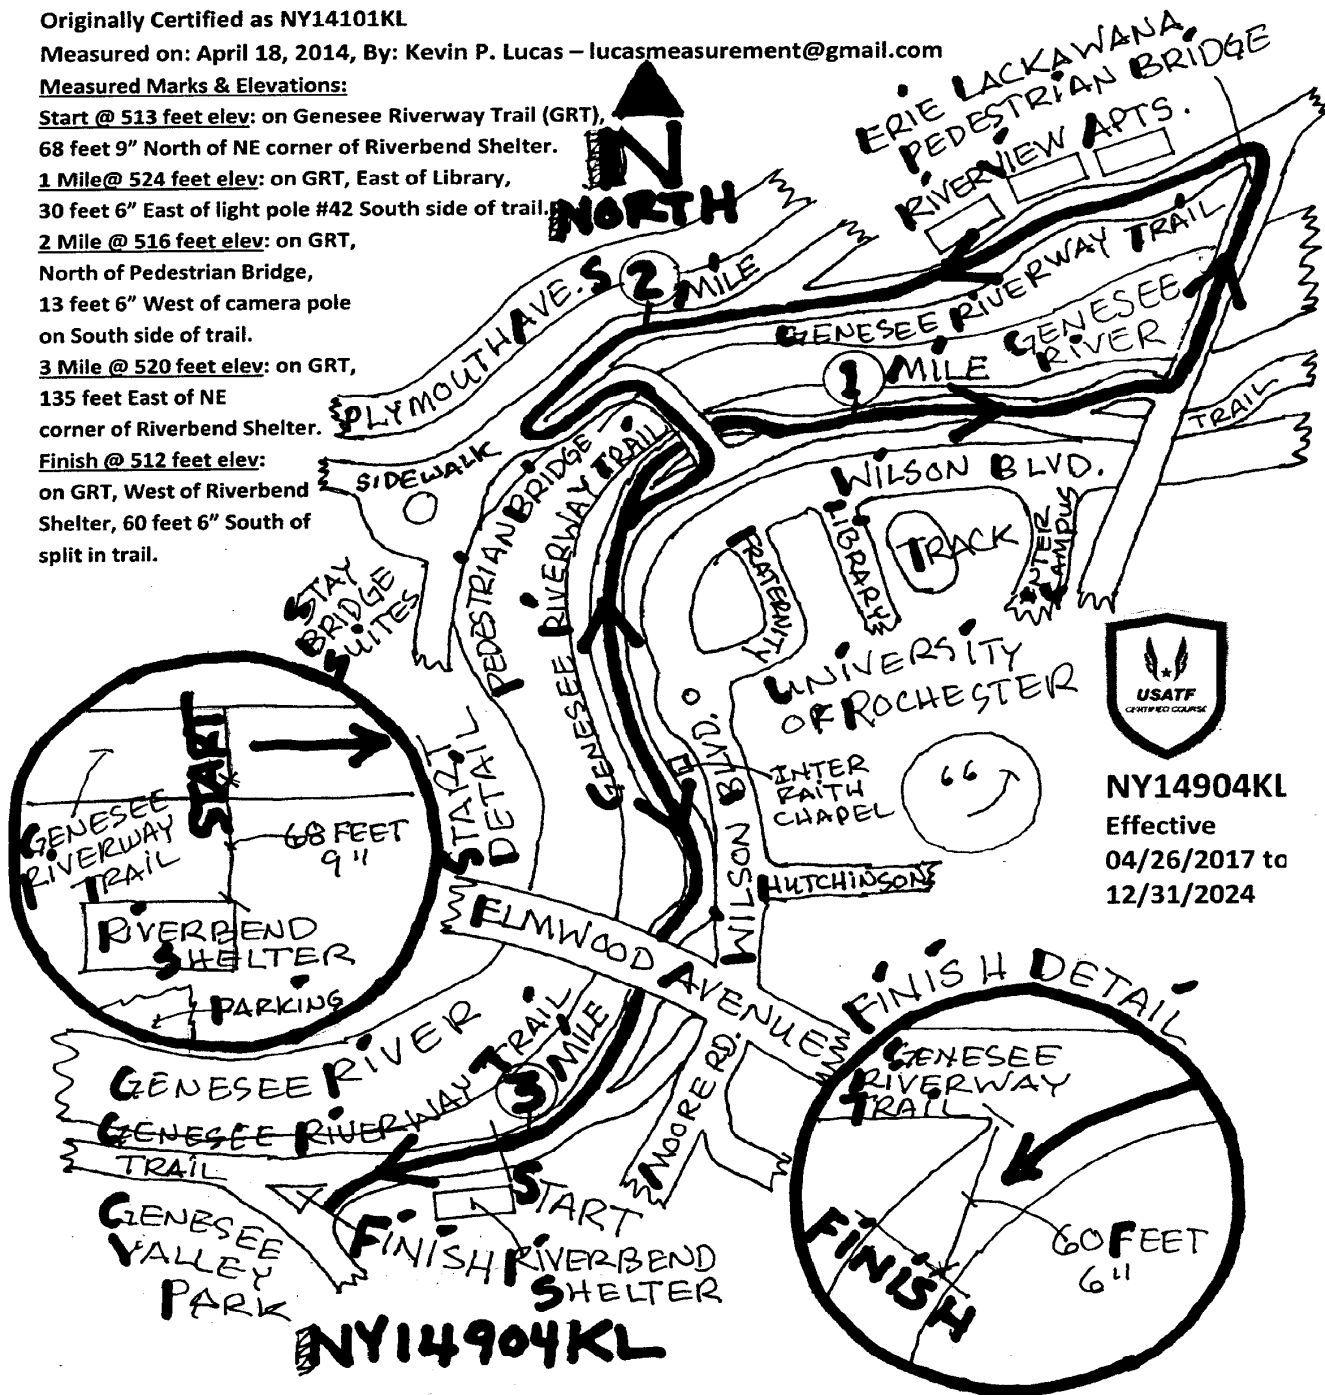 Originally Certified as NY14101KL
Measured on: April 18, 2014, By: Kevin P. Lucas – lucasmeasurement@gmail.com
Measured Marks & Elevations:
Start @ 513 feet elev: on Genesee Riverway Trail (GRT),
68 feet 9” North of NE corner of Riverbend Shelter.
1 Mile@ 524 feet elev: on GRT, East of Library,
30 feet 6” East of light pole #42 South side of trail.
2 Mile @ 516 feet elev: on GRT,
North of Pedestrian Bridge,
13 feet 6” West of camera pole
on South side of trail.
3 Mile @ 520 feet elev: on GRT,
135 feet East of NE
corner of Riverbend Shelter.
Finish @ 512 feet elev:
on GRT, West of Riverbend
Shelter, 60 feet 6” South of
split in trail.
N
NORTH
ERIE LACKAWANA
PEDESTRIAN BRIDGE
RIVERVIEW APTS.
PLYMOUTH AVE. S
2 MILE
GENESEE RIVERWAY TRAIL
GENESEE
RIVER
1 MILE
TRAIL
SIDEWALK
PEDESTRIAN BRIDGE
GENESEE RIVERWAY TRAIL
WILSON BLVD.
FRATERNITY
LIBRARY
TRACK
INTER
CAMPUS
STAY
BRIDGE
SUITES
UNIVERSITY
OF ROCHESTER
INTER
FAITH
CHAPEL
WILSON BLVD.
HUTCHINSON
USATF
CERTIFIED COURSE
NY14904KL
Effective
04/26/2017 to
12/31/2024
START
DETAIL
START
GENESEE
RIVERWAY
TRAIL
68 FEET
9"
RIVERBEND
SHELTER
PARKING
ELMWOOD AVENUE
MOORE RD.
GENESEE RIVER
GENESEE RIVERWAY TRAIL
3 MILE
TRAIL
GENESEE
VALLEY
PARK
START
FINISH
RIVERBEND
SHELTER
FINISH DETAIL
GENESEE
RIVERWAY
TRAIL
FINISH
60 FEET
6"
NY14904KL